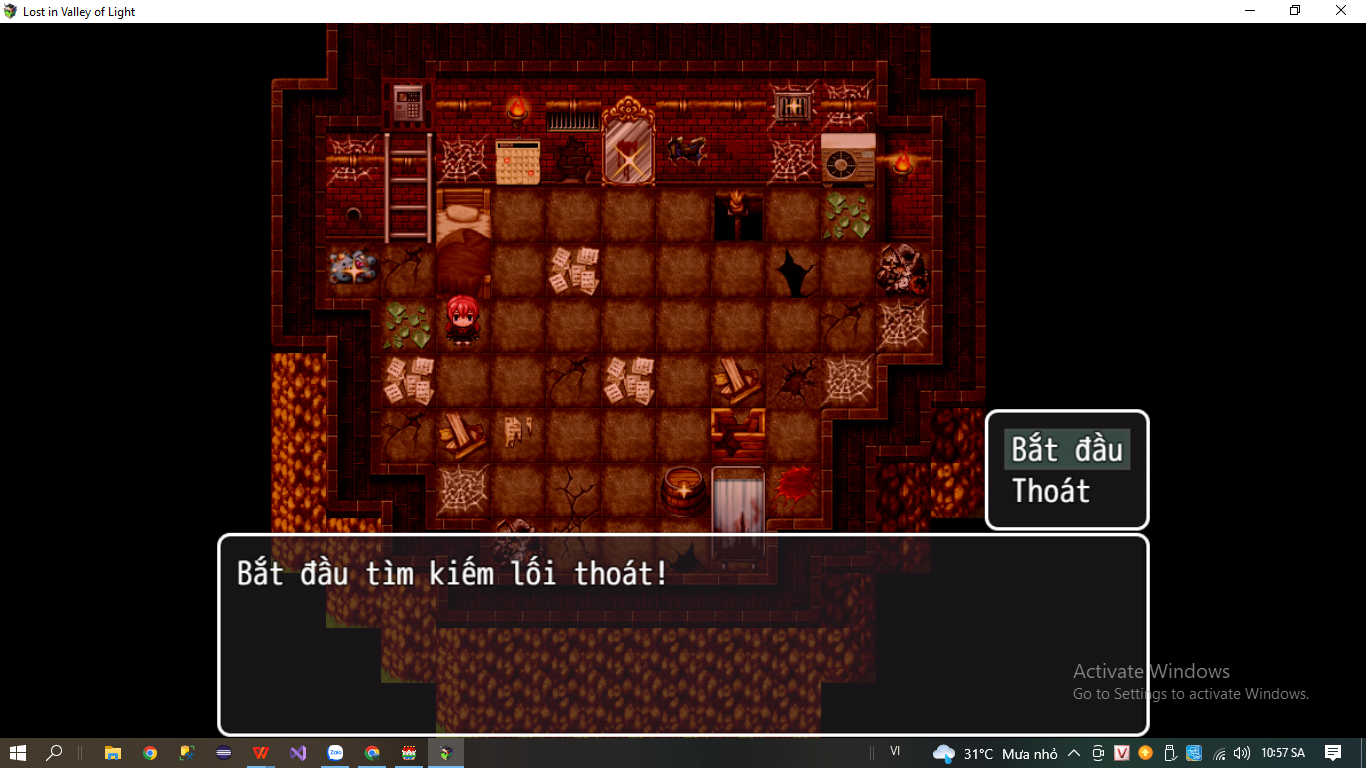 Lost in Valley of Light
Bắt đầu
Thoát
Bắt đầu tìm kiếm lối thoát!
Activate Windows
Go to Settings to activate Windows.
Zalo
VI
31°C Mưa nhỏ
V
10:57 SA